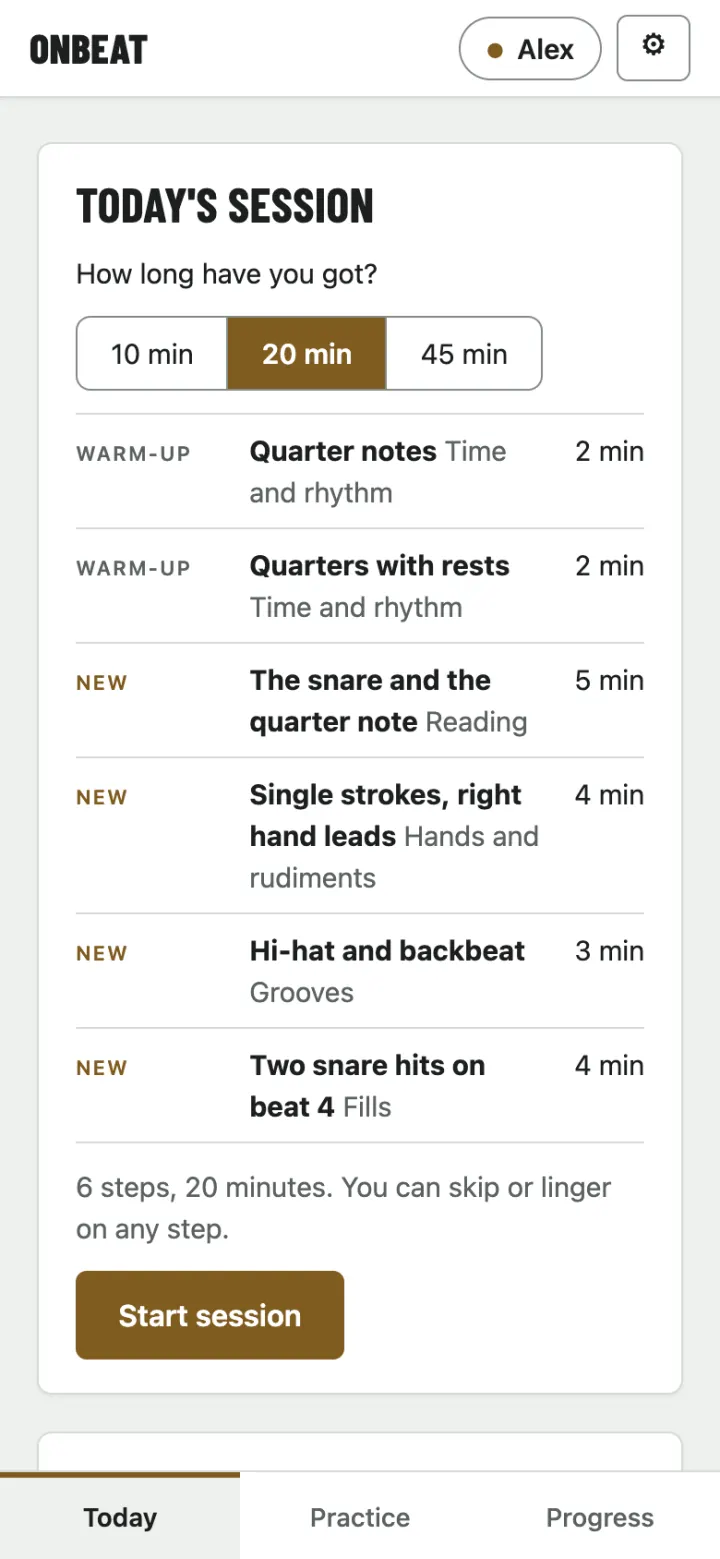 ONBEAT
Alex
TODAY'S SESSION
How long have you got?
10 min 20 min 45 min
WARM-UP Quarter notes Time 2 min
and rhythm
WARM-UP Quarters with rests 2 min
Time and rhythm
NEW The snare and the 5 min
quarter note Reading
NEW Single strokes, right 4 min
hand leads Hands and
rudiments
NEW Hi-hat and backbeat 3 min
Grooves
NEW Two snare hits on 4 min
beat 4 Fills
6 steps, 20 minutes. You can skip or linger
on any step.
Start session
Today Practice Progress